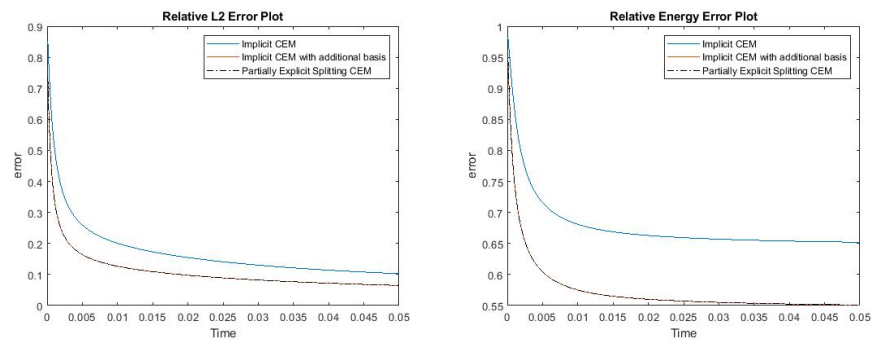 Relative L2 Error Plot
0.9
0.8
0.7
0.6
0.5
0.4
0.3
0.2
0.1
0
error
Implicit CEM
Implicit CEM with additional basis
Partially Explicit Splitting CEM
0 0.005 0.01 0.015 0.02 0.025 0.03 0.035 0.04 0.045 0.05
Time
Relative Energy Error Plot
1
0.95
0.9
0.85
0.8
0.75
0.7
0.65
0.6
0.55
error
Implicit CEM
Implicit CEM with additional basis
Partially Explicit Splitting CEM
0 0.005 0.01 0.015 0.02 0.025 0.03 0.035 0.04 0.045 0.05
Time